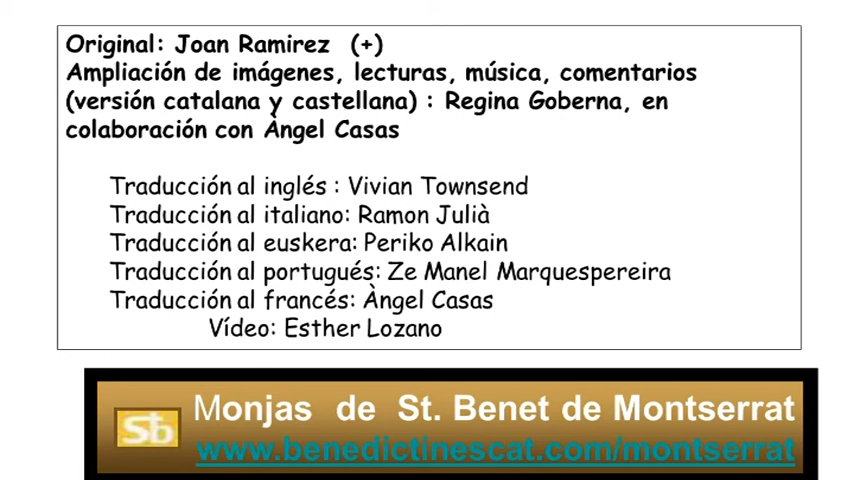 Original: Joan Ramirez (+)
Ampliación de imágenes, lecturas, música, comentarios
(versión catalana y castellana) : Regina Goberna, en
colaboración con Àngel Casas
Traducción al inglés : Vivian Townsend
Traducción al italiano: Ramon Julià
Traducción al euskera: Periko Alkain
Traducción al portugués: Ze Manel Marquespereira
Traducción al francés: Àngel Casas
Vídeo: Esther Lozano
Sb
Monjas de St. Benet de Montserrat
www.benedictinescat.com/montserrat